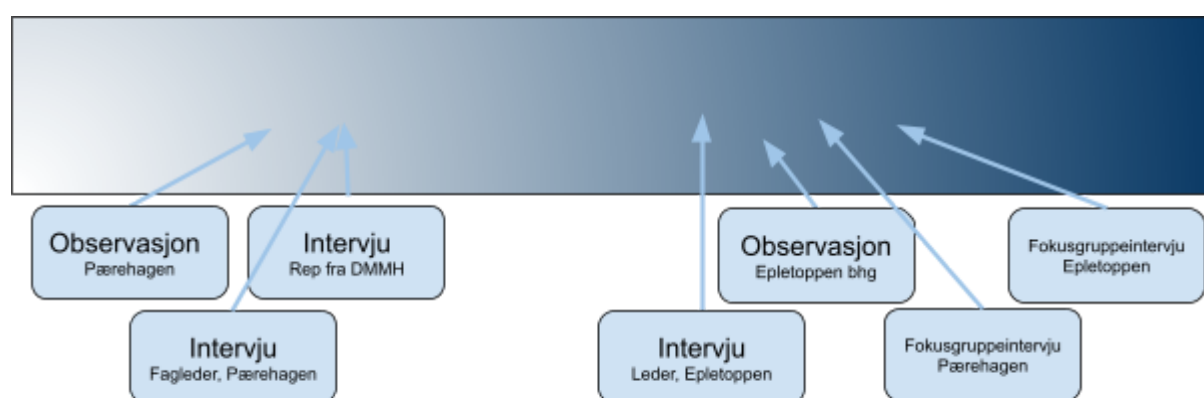 Observasjon
Pærehagen
Intervju
Rep fra DMMH
Observasjon
Epletoppen bhg
Fokusgruppeintervju
Epletoppen
Intervju
Fagleder, Pærehagen
Intervju
Leder, Epletoppen
Fokusgruppeintervju
Pærehagen